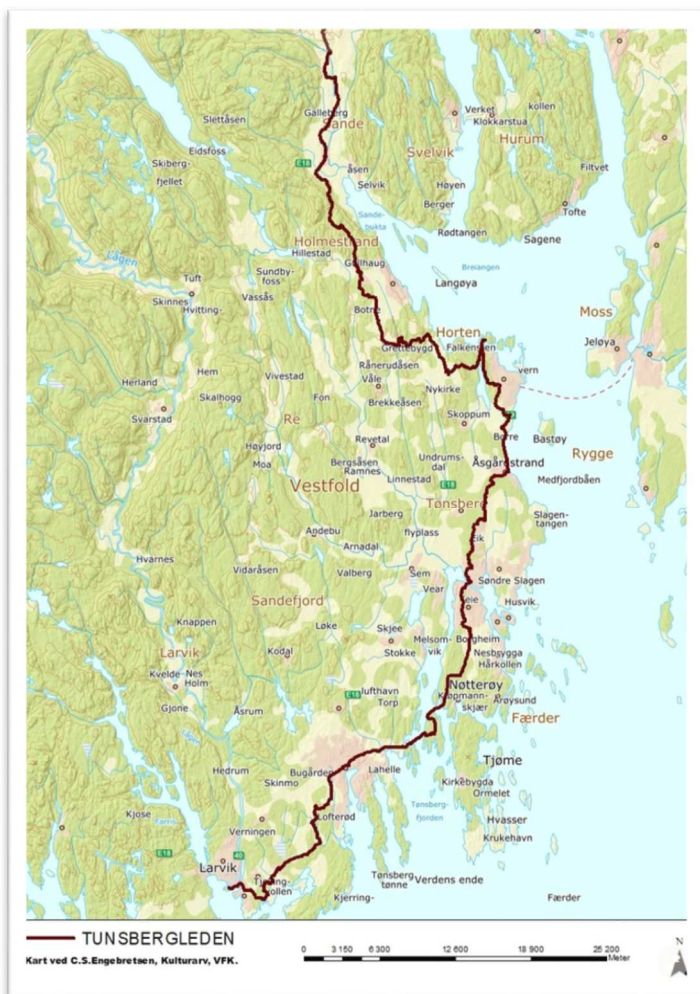 Galleberg
Sande
Verket
kollen
Klokkarstua
Slettåsen
Hurum
Eidsfoss
Svelvik
Skiberg-
fjellet
E18
åsen
Filtvet
Selvik
Høyen
Berger
Tofte
Sande-
bukta
Rødtangen
Sagene
Holmestrand
Hillestad
Lågen
Gullhaug
Breiangen
Sundby-
foss
Tuft
Langøya
Vassås
Skinnes
Hvitting-
Botne
Moss
Horten
Jeløya
Grettebygd
Falkensten
Rånerudåsen
vern
Hem
Vivestad
Våle
Herland
Nykirke
Skalhogg
Fon
Brekkeåsen
Svarstad
Re
Skoppum
Revetal
Borre
Bastøy
Høyjord
Rygge
Moa
Bergsåsen
Ramnes
Undrums-
dal
Åsgårdstrand
Linnestad
E18
Medfjordbåen
Vestfold
Tønsberg
Jarberg
Slagen-
tangen
Andebu
flyplass
Eik
Arnadal
Hvarnes
Vidaråsen
Valberg
Sem
Søndre Slagen
Vear
Teie
Husvik
Sandefjord
Knappen
Løke
Skjee
Melsom-
vik
Borgheim
Larvik
Kodal
Stokke
Nesbygga
Hårkollen
Kvelde
Nes
Holm
Nøtterøy
E18
lufthavn
Torp
Køpmann-
skjær
Årøysund
Gjone
Åsrum
Færder
Tjøme
Hedrum
Bugården
Lahelle
Skinmo
Kirkebygda
Ormelet
Kjose
Farris
Lofterød
Tønsberg-
fjorden
Hvasser
Verningen
Krukehavn
E18
40
Larvik
Tønsberg
tønne
Verdens ende
Kjerring-
Færder
TUNSBERGLEDEN
Kart ved C.S.Engebretsen, Kulturarv, VFK.
0 3 150 6 300 12 600 18 900 25 200
Meter
N